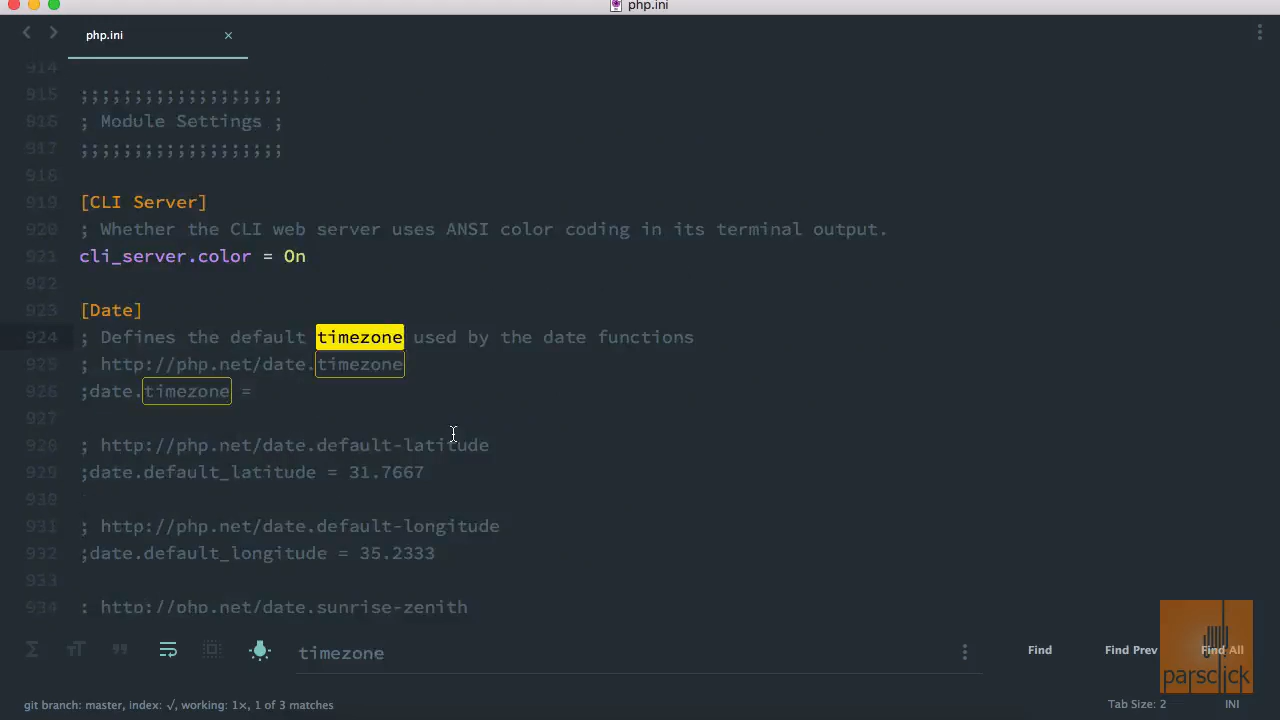 php.ini
php.ini
914
915 ;;;;;;;;;;;;;;;;;;;
916 ; Module Settings ;
917 ;;;;;;;;;;;;;;;;;;;
918
919 [CLI Server]
920 ; Whether the CLI web server uses ANSI color coding in its terminal output.
921 cli_server.color = On
922
923 [Date]
924 ; Defines the default timezone used by the date functions
925 ; http://php.net/date.timezone
926 ;date.timezone =
927
928 ; http://php.net/date.default-latitude
929 ;date.default_latitude = 31.7667
930
931 ; http://php.net/date.default-longitude
932 ;date.default_longitude = 35.2333
933
934 ; http://php.net/date.sunrise-zenith
timezone Find Find Prev Find All
parsclick
git branch: master, index: √, working: 1×, 1 of 3 matches Tab Size: 2 INI